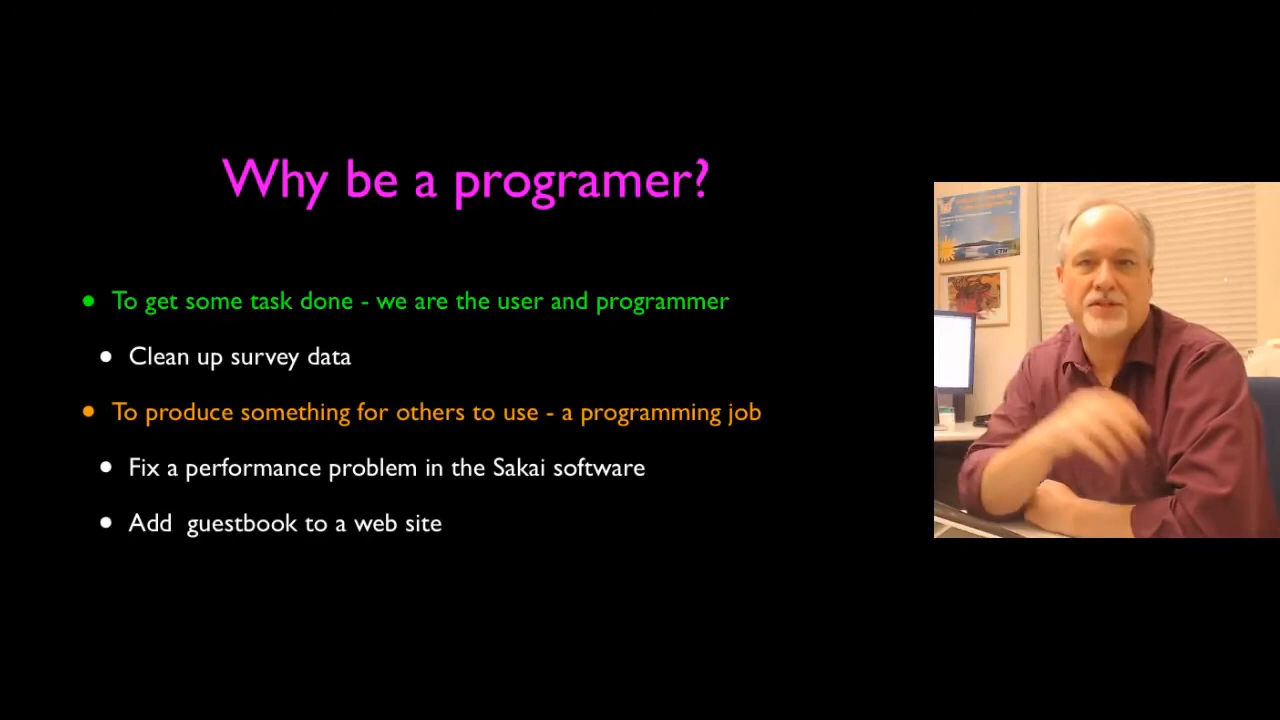 Why be a programer?
To get some task done - we are the user and programmer
Clean up survey data
To produce something for others to use - a programming job
Fix a performance problem in the Sakai software
Add  guestbook to a web site